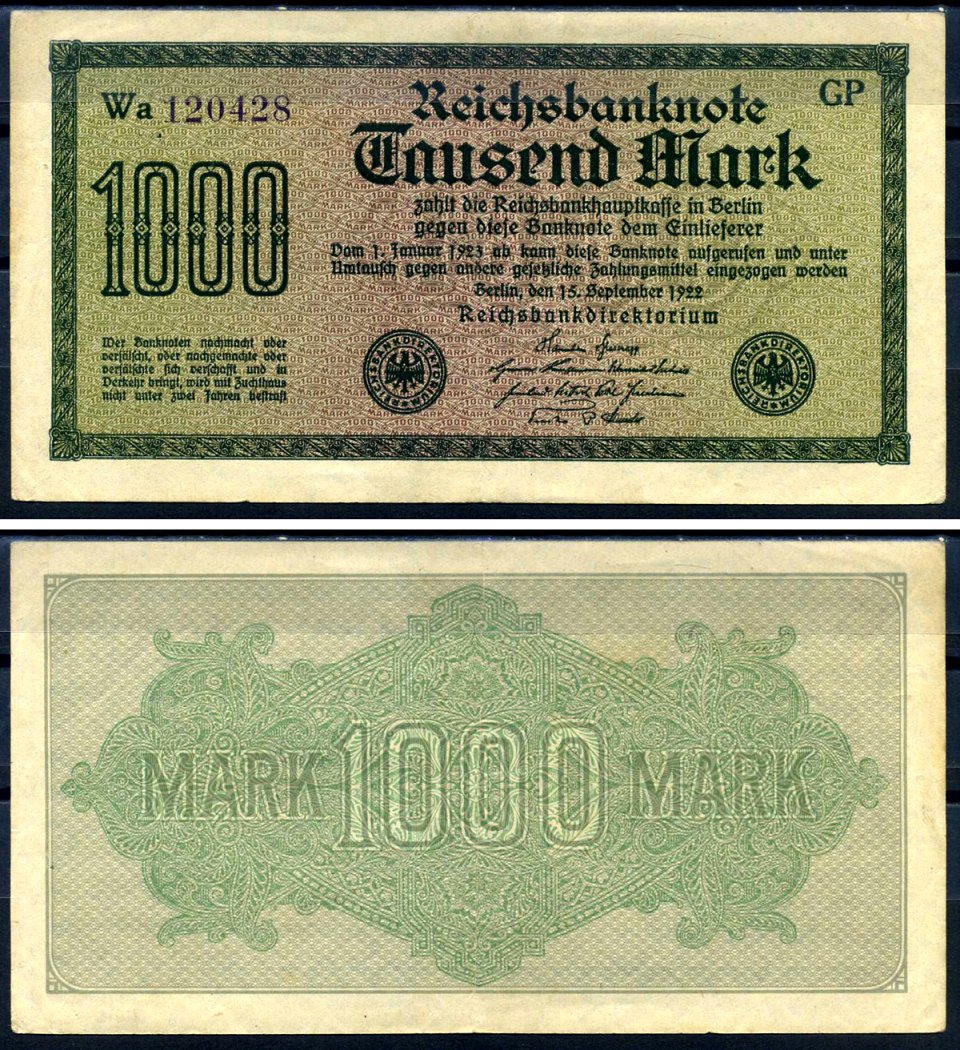 Wa 120428
GP
Reichsbanknote
Tausend Mark
1000
zahlt die Reichsbankhauptkasse in Berlin
gegen diese Banknote dem Einlieferer
Vom 1. Januar 1923 ab kann diese Banknote aufgerufen und unter
Umtausch gegen andere gesetzliche Zahlungsmittel eingezogen werden
Berlin, den 15. September 1922
Reichsbankdirektorium
Wer Banknoten nachmacht oder
verfälscht, oder nachgemachte oder
verfälschte sich verschafft und in
Verkehr bringt, wird mit Zuchthaus
nicht unter zwei Jahren bestraft
REICHSBANKDIREKTORIUM
REICHSBANKDIREKTORIUM
MARK 1000 MARK